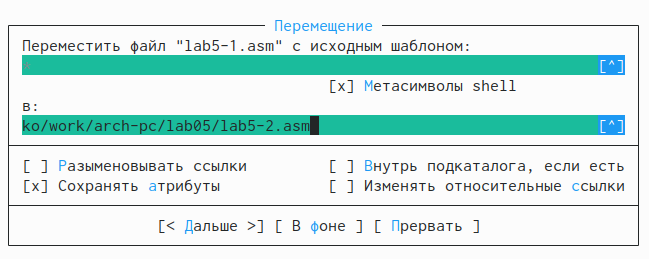 Перемещение
Переместить файл "lab5-1.asm" с исходным шаблоном:
* [^]
[x] Метасимволы shell
в:
ko/work/arch-pc/lab05/lab5-2.asm [^]
[ ] Разыменовывать ссылки [ ] Внутрь подкаталога, если есть
[x] Сохранять атрибуты [ ] Изменять относительные ссылки
[< Дальше >] [ В фоне ] [ Прервать ]